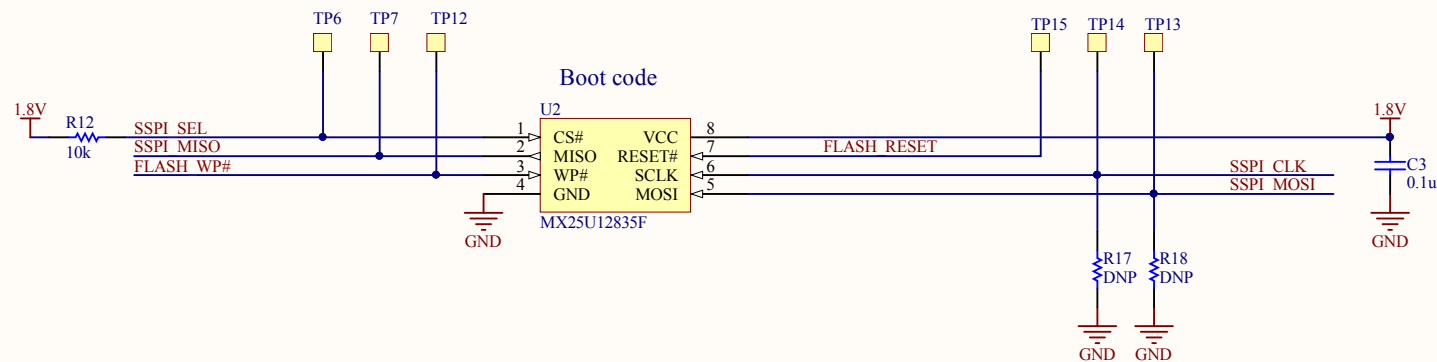 TP6 TP7 TP12 TP15 TP14 TP13
Boot code
U2
1.8V
R12
10k
SSPI_SEL
SSPI_MISO
FLASH_WP#
1 CS# VCC 8
2 MISO RESET# 7
3 WP# SCLK 6
4 GND MOSI 5
MX25U12835F
GND
FLASH_RESET
SSPI_CLK
SSPI_MOSI
1.8V
C3
0.1u
GND
R17
DNP
R18
DNP
GND
GND